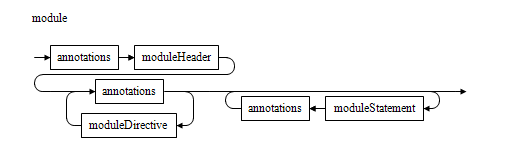 module
annotations moduleHeader
annotations
annotations moduleStatement
moduleDirective